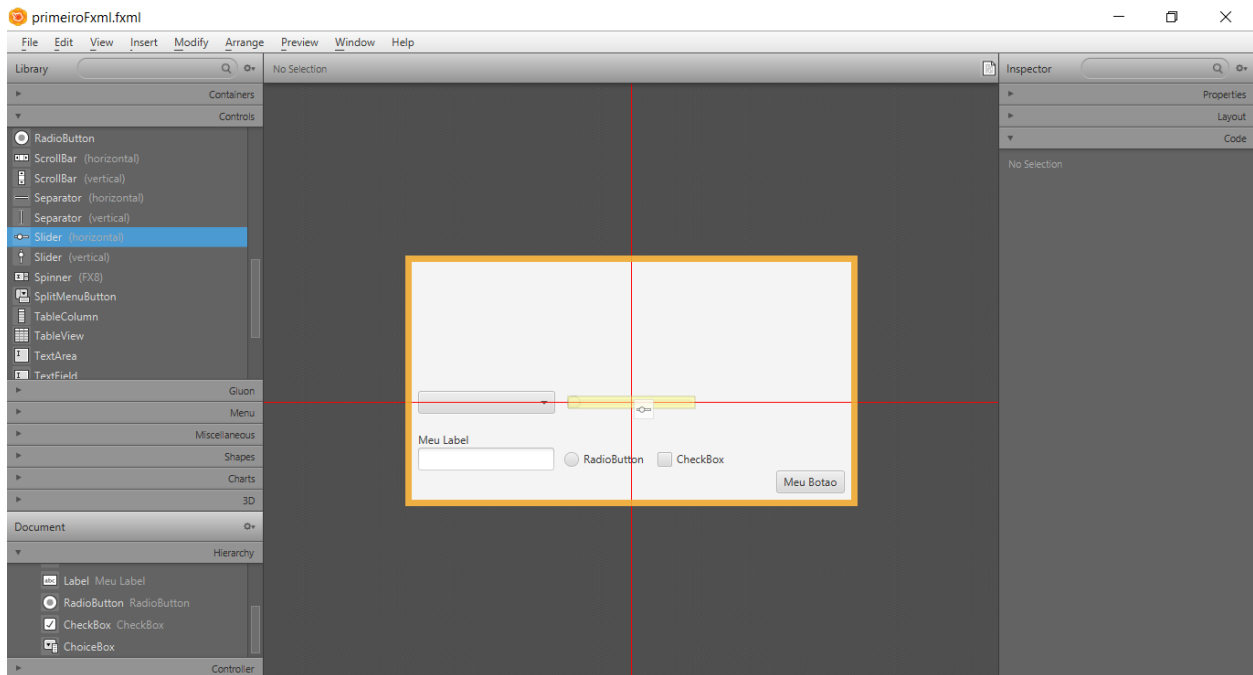 primeiroFxml.fxml
File Edit View Insert Modify Arrange Preview Window Help
Library
No Selection
Inspector
Containers
Controls
RadioButton
ScrollBar (horizontal)
ScrollBar (vertical)
Separator (horizontal)
Separator (vertical)
Slider (horizontal)
Slider (vertical)
Spinner (FX8)
SplitMenuButton
TableColumn
TableView
TextArea
TextField
Gluon
Menu
Miscellaneous
Shapes
Charts
3D
Document
Hierarchy
abc Label Meu Label
RadioButton RadioButton
CheckBox CheckBox
ChoiceBox
Controller
Meu Label
RadioButton CheckBox
Meu Botao
Properties
Layout
Code
No Selection